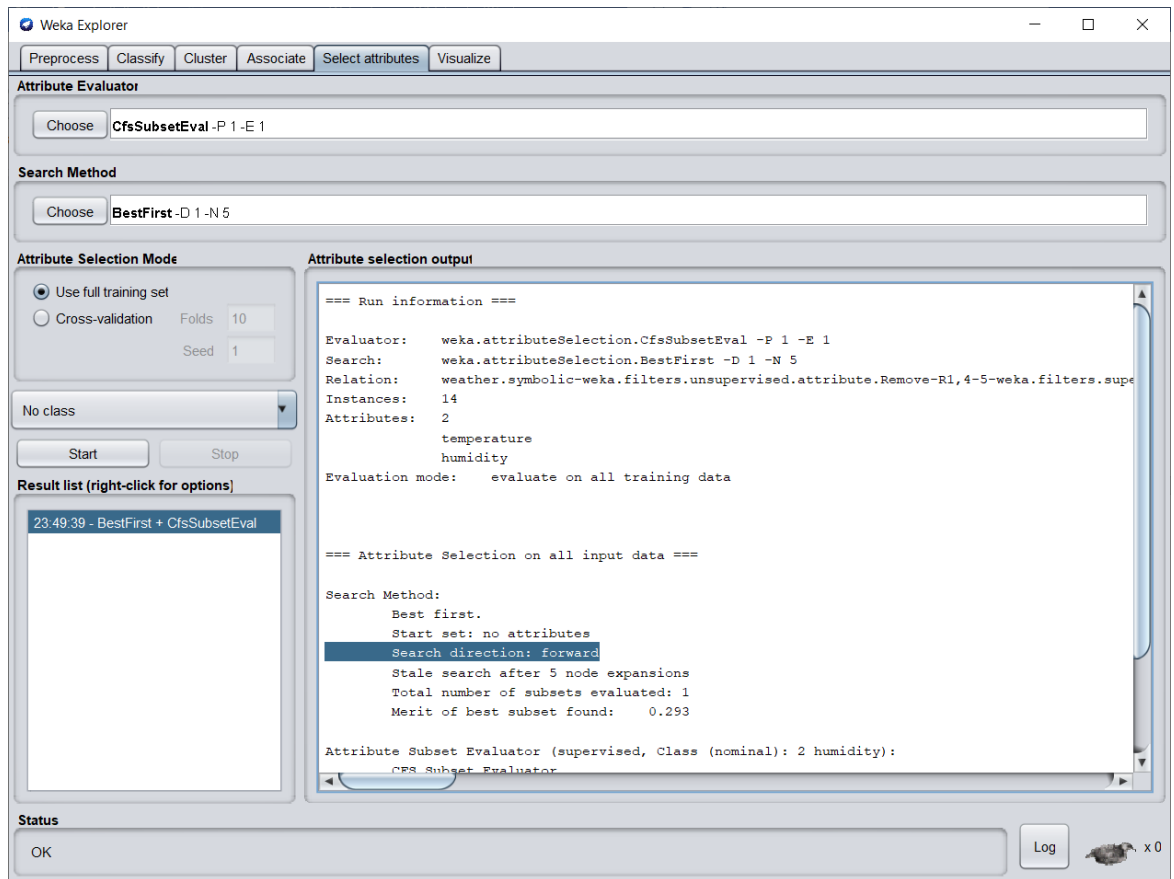 Weka Explorer
Preprocess Classify Cluster Associate Select attributes Visualize
Attribute Evaluator
Choose CfsSubsetEval -P 1 -E 1
Search Method
Choose BestFirst -D 1 -N 5
Attribute Selection Mode
Use full training set
Cross-validation Folds 10
Seed 1
No class
Start Stop
Result list (right-click for options)
23:49:39 - BestFirst + CfsSubsetEval
Attribute selection output
=== Run information ===
Evaluator: weka.attributeSelection.CfsSubsetEval -P 1 -E 1
Search: weka.attributeSelection.BestFirst -D 1 -N 5
Relation: weather.symbolic-weka.filters.unsupervised.attribute.Remove-R1,4-5-weka.filters.supe
Instances: 14
Attributes: 2
temperature
humidity
Evaluation mode: evaluate on all training data
=== Attribute Selection on all input data ===
Search Method:
Best first.
Start set: no attributes
Search direction: forward
Stale search after 5 node expansions
Total number of subsets evaluated: 1
Merit of best subset found: 0.293
Attribute Subset Evaluator (supervised, Class (nominal): 2 humidity):
CFS Subset Evaluator
Status
OK
Log x 0